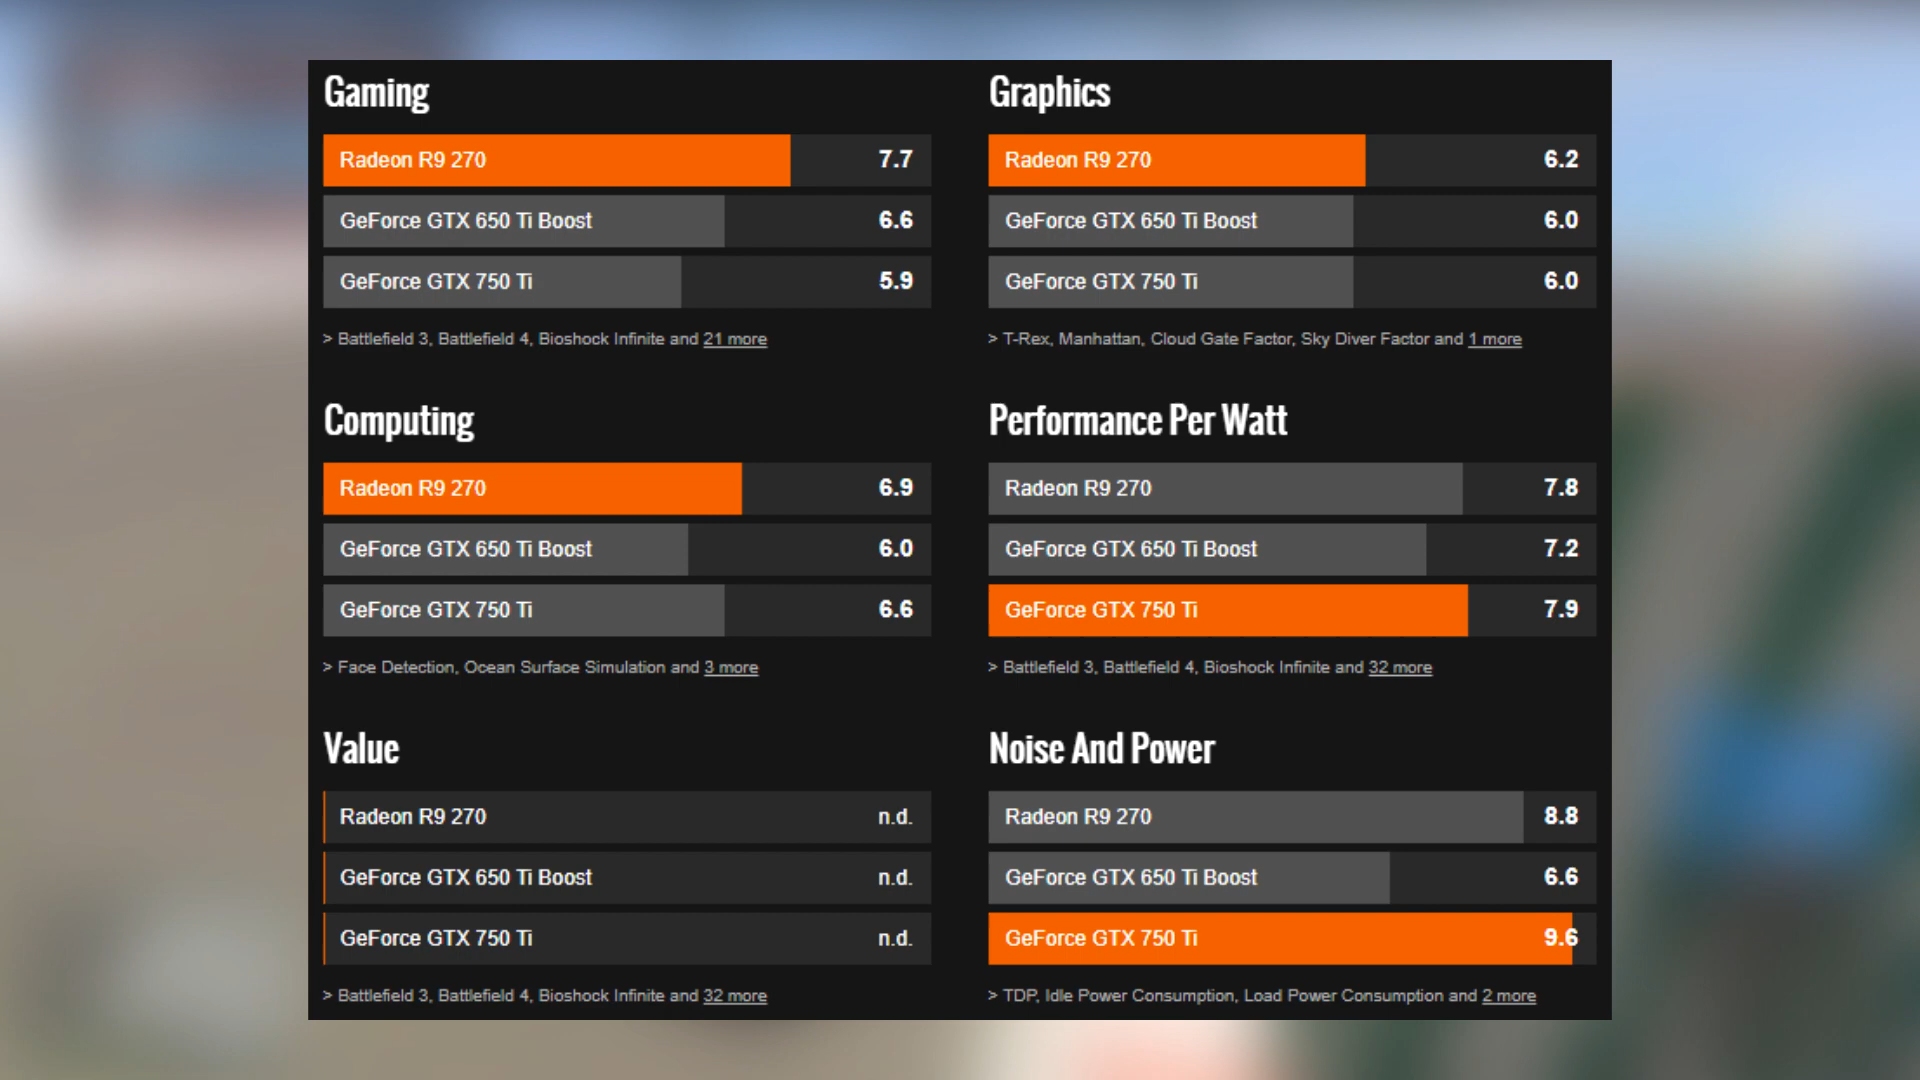 Gaming
Radeon R9 270 7.7
GeForce GTX 650 Ti Boost 6.6
GeForce GTX 750 Ti 5.9
> Battlefield 3, Battlefield 4, Bioshock Infinite and 21 more
Graphics
Radeon R9 270 6.2
GeForce GTX 650 Ti Boost 6.0
GeForce GTX 750 Ti 6.0
> T-Rex, Manhattan, Cloud Gate Factor, Sky Diver Factor and 1 more
Computing
Radeon R9 270 6.9
GeForce GTX 650 Ti Boost 6.0
GeForce GTX 750 Ti 6.6
> Face Detection, Ocean Surface Simulation and 3 more
Performance Per Watt
Radeon R9 270 7.8
GeForce GTX 650 Ti Boost 7.2
GeForce GTX 750 Ti 7.9
> Battlefield 3, Battlefield 4, Bioshock Infinite and 32 more
Value
Radeon R9 270 n.d.
GeForce GTX 650 Ti Boost n.d.
GeForce GTX 750 Ti n.d.
> Battlefield 3, Battlefield 4, Bioshock Infinite and 32 more
Noise And Power
Radeon R9 270 8.8
GeForce GTX 650 Ti Boost 6.6
GeForce GTX 750 Ti 9.6
> TDP, Idle Power Consumption, Load Power Consumption and 2 more